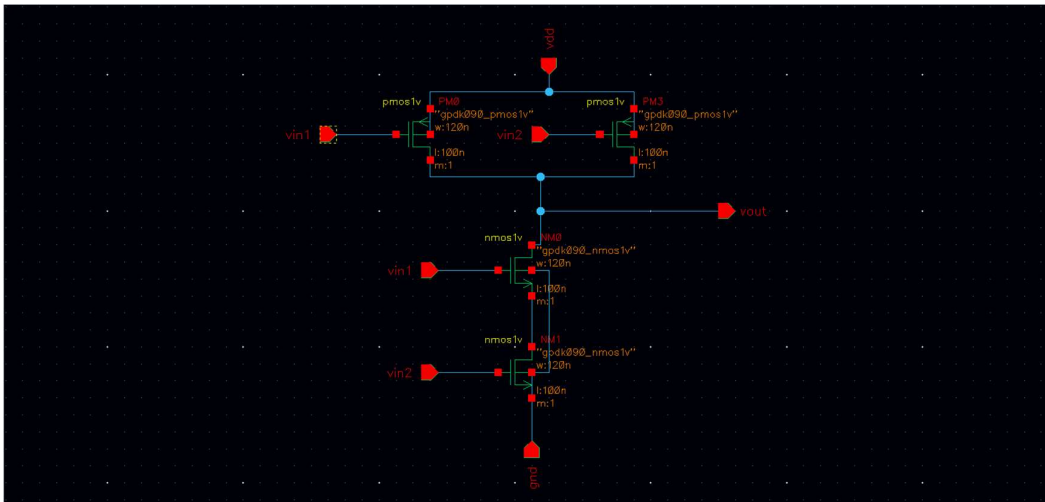 vdd
pmos1v
PM0
"gpdk090_pmos1v"
w:120n
l:100n
m:1
vin1
pmos1v
PM3
"gpdk090_pmos1v"
w:120n
l:100n
m:1
vin2
vout
nmos1v
NM0
"gpdk090_nmos1v"
w:120n
l:100n
m:1
vin1
nmos1v
NM1
"gpdk090_nmos1v"
w:120n
l:100n
m:1
vin2
gnd